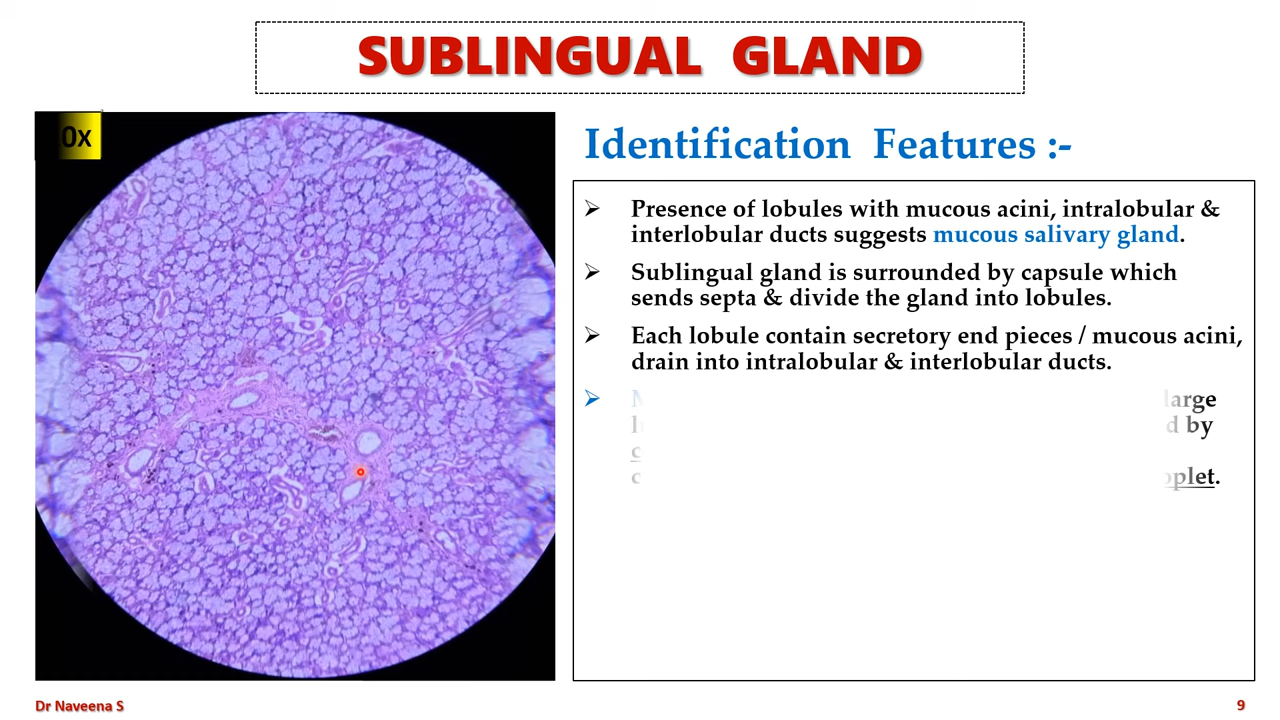 SUBLINGUAL GLAND
0x
Identification Features :-
Presence of lobules with mucous acini, intralobular &
interlobular ducts suggests mucous salivary gland.
Sublingual gland is surrounded by capsule which
sends septa & divide the gland into lobules.
Each lobule contain secretory end pieces / mucous acini,
drain into intralobular & interlobular ducts.
large
by
Dr Naveena S
9